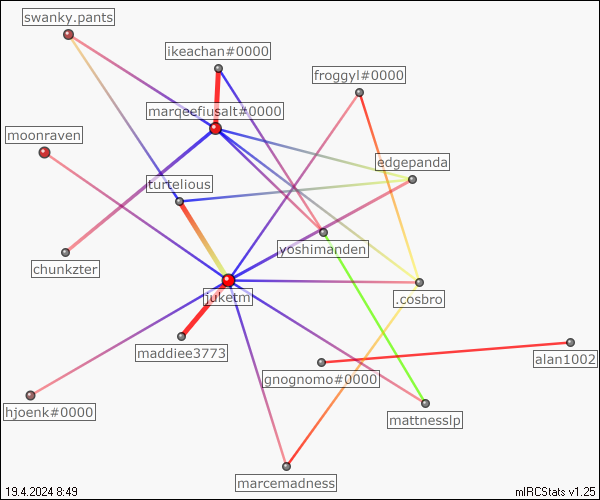 swanky.pants
ikeachan#0000
froggyl#0000
marqeefiusalt#0000
moonraven
edgepanda
turtelious
yoshimanden
chunkzter
juketm
.cosbro
maddiee3773
alan1002
gnognomo#0000
hjoenk#0000
mattnesslp
marcemadness
19.4.2024 8:49
mIRCStats v1.25